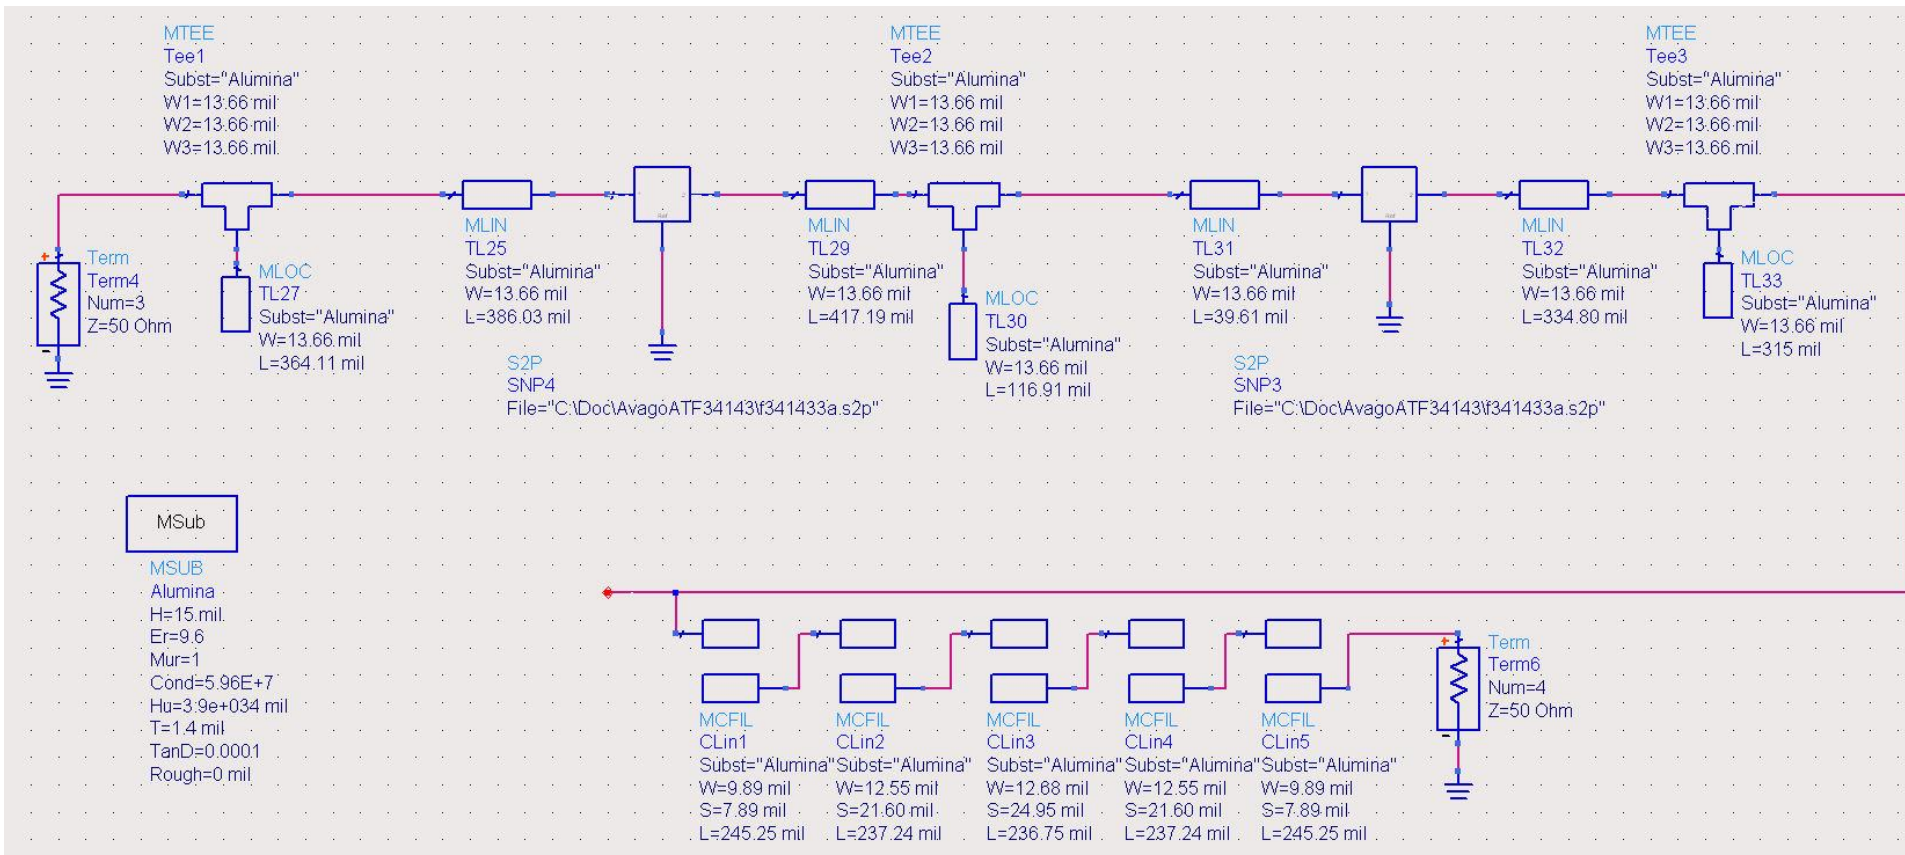 MTEE
Tee1
Subst="Alumina"
W1=13.66 mil
W2=13.66 mil
W3=13.66 mil
MTEE
Tee2
Subst="Alumina"
W1=13.66 mil
W2=13.66 mil
W3=13.66 mil
MTEE
Tee3
Subst="Alumina"
W1=13.66 mil
W2=13.66 mil
W3=13.66 mil
Term
Term4
Num=3
Z=50 Ohm
MLOC
TL27
Subst="Alumina"
W=13.66 mil
L=364.11 mil
MLIN
TL25
Subst="Alumina"
W=13.66 mil
L=386.03 mil
S2P
SNP4
File="C:\Doc\AvagoATF34143\f341433a.s2p"
MLIN
TL29
Subst="Alumina"
W=13.66 mil
L=417.19 mil
MLOC
TL30
Subst="Alumina"
W=13.66 mil
L=116.91 mil
MLIN
TL31
Subst="Alumina"
W=13.66 mil
L=39.61 mil
S2P
SNP3
File="C:\Doc\AvagoATF34143\f341433a.s2p"
MLIN
TL32
Subst="Alumina"
W=13.66 mil
L=334.80 mil
MLOC
TL33
Subst="Alumina"
W=13.66 mil
L=315 mil
MSub
MSUB
Alumina
H=15 mil
Er=9.6
Mur=1
Cond=5.96E+7
Hu=3.9e+034 mil
T=1.4 mil
TanD=0.0001
Rough=0 mil
MCFIL
CLin1
Subst="Alumina"
W=9.89 mil
S=7.89 mil
L=245.25 mil
MCFIL
CLin2
Subst="Alumina"
W=12.55 mil
S=21.60 mil
L=237.24 mil
MCFIL
CLin3
Subst="Alumina"
W=12.68 mil
S=24.95 mil
L=236.75 mil
MCFIL
CLin4
Subst="Alumina"
W=12.55 mil
S=21.60 mil
L=237.24 mil
MCFIL
CLin5
Subst="Alumina"
W=9.89 mil
S=7.89 mil
L=245.25 mil
Term
Term6
Num=4
Z=50 Ohm